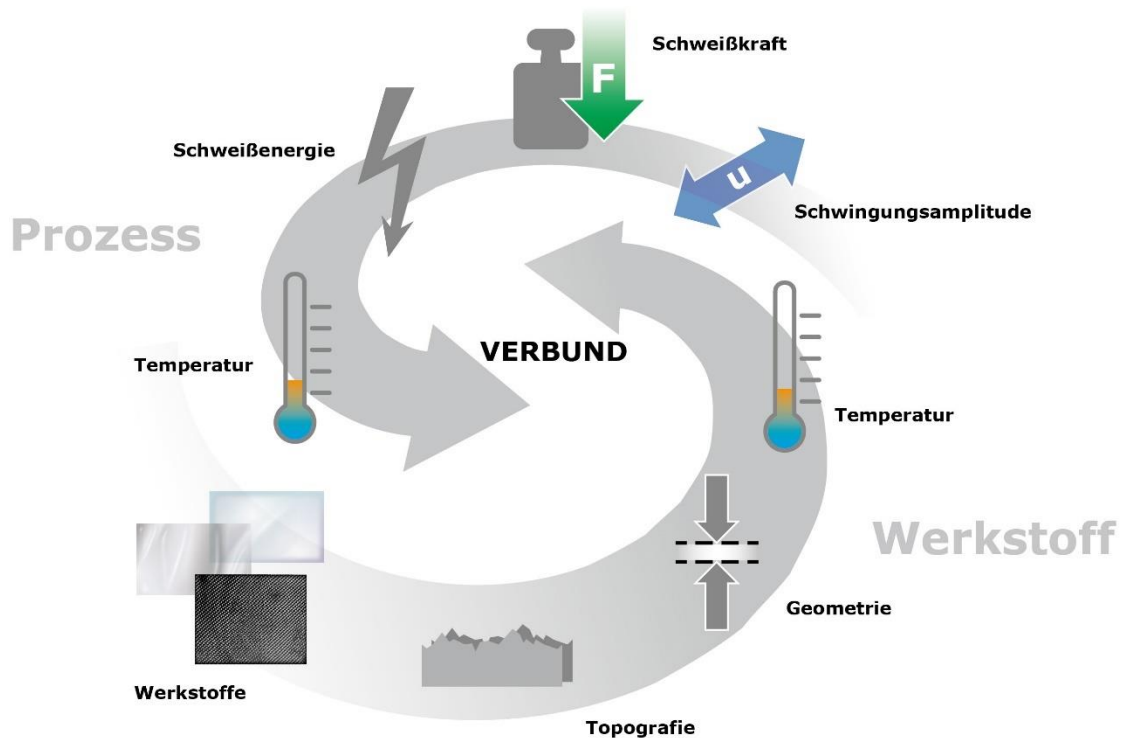 Schweißkraft
F
Schweißenergie
u
Schwingungsamplitude
Prozess
VERBUND
Temperatur
Temperatur
Werkstoff
Geometrie
Werkstoffe
Topografie